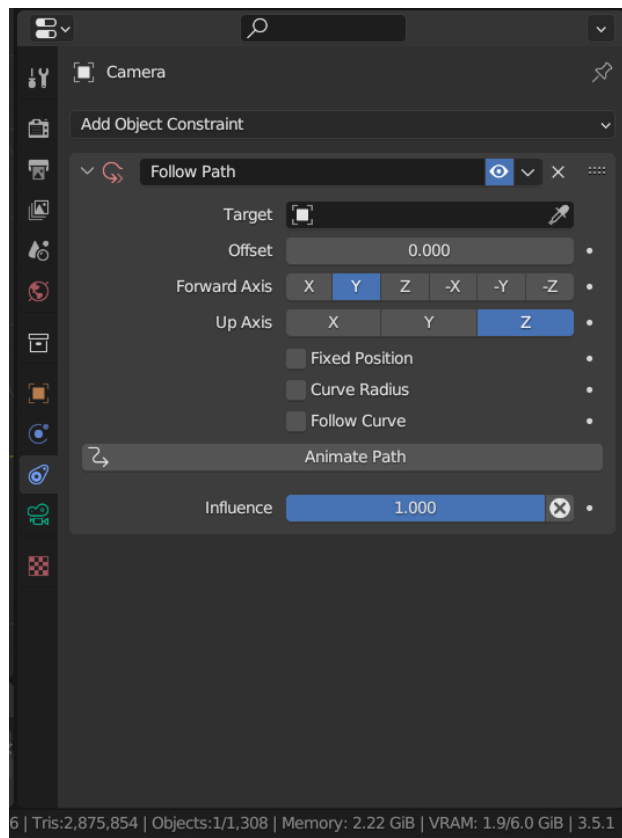 Camera
Add Object Constraint
Follow Path
Target
Offset 0.000
Forward Axis X Y Z -X -Y -Z
Up Axis X Y Z
Fixed Position
Curve Radius
Follow Curve
Animate Path
Influence 1.000
6 | Tris:2,875,854 | Objects:1/1,308 | Memory: 2.22 GiB | VRAM: 1.9/6.0 GiB | 3.5.1